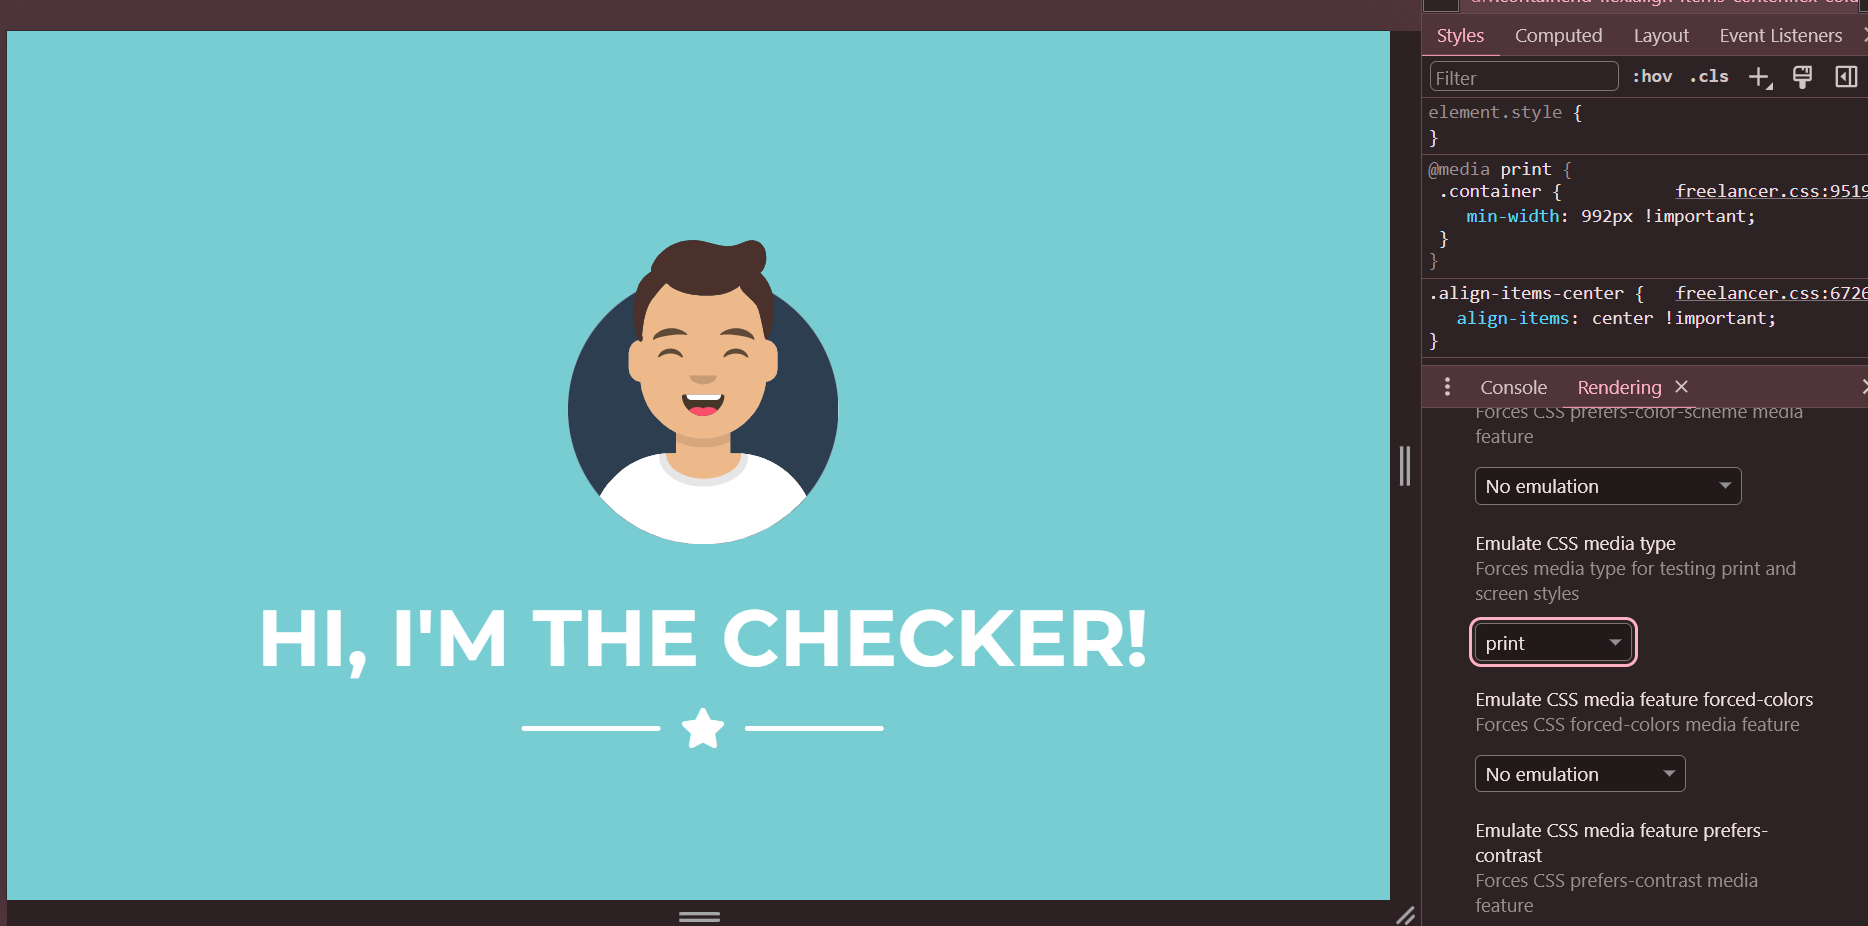 HI, I'M THE CHECKER!
Styles Computed Layout Event Listeners
Filter :hov .cls
element.style {
}
@media print {
.container { freelancer.css:9519
min-width: 992px !important;
}
}
.align-items-center { freelancer.css:6726
align-items: center !important;
}
Console Rendering
Forces CSS prefers-color-scheme media
feature
No emulation
Emulate CSS media type
Forces media type for testing print and
screen styles
print
Emulate CSS media feature forced-colors
Forces CSS forced-colors media feature
No emulation
Emulate CSS media feature prefers-
contrast
Forces CSS prefers-contrast media
feature